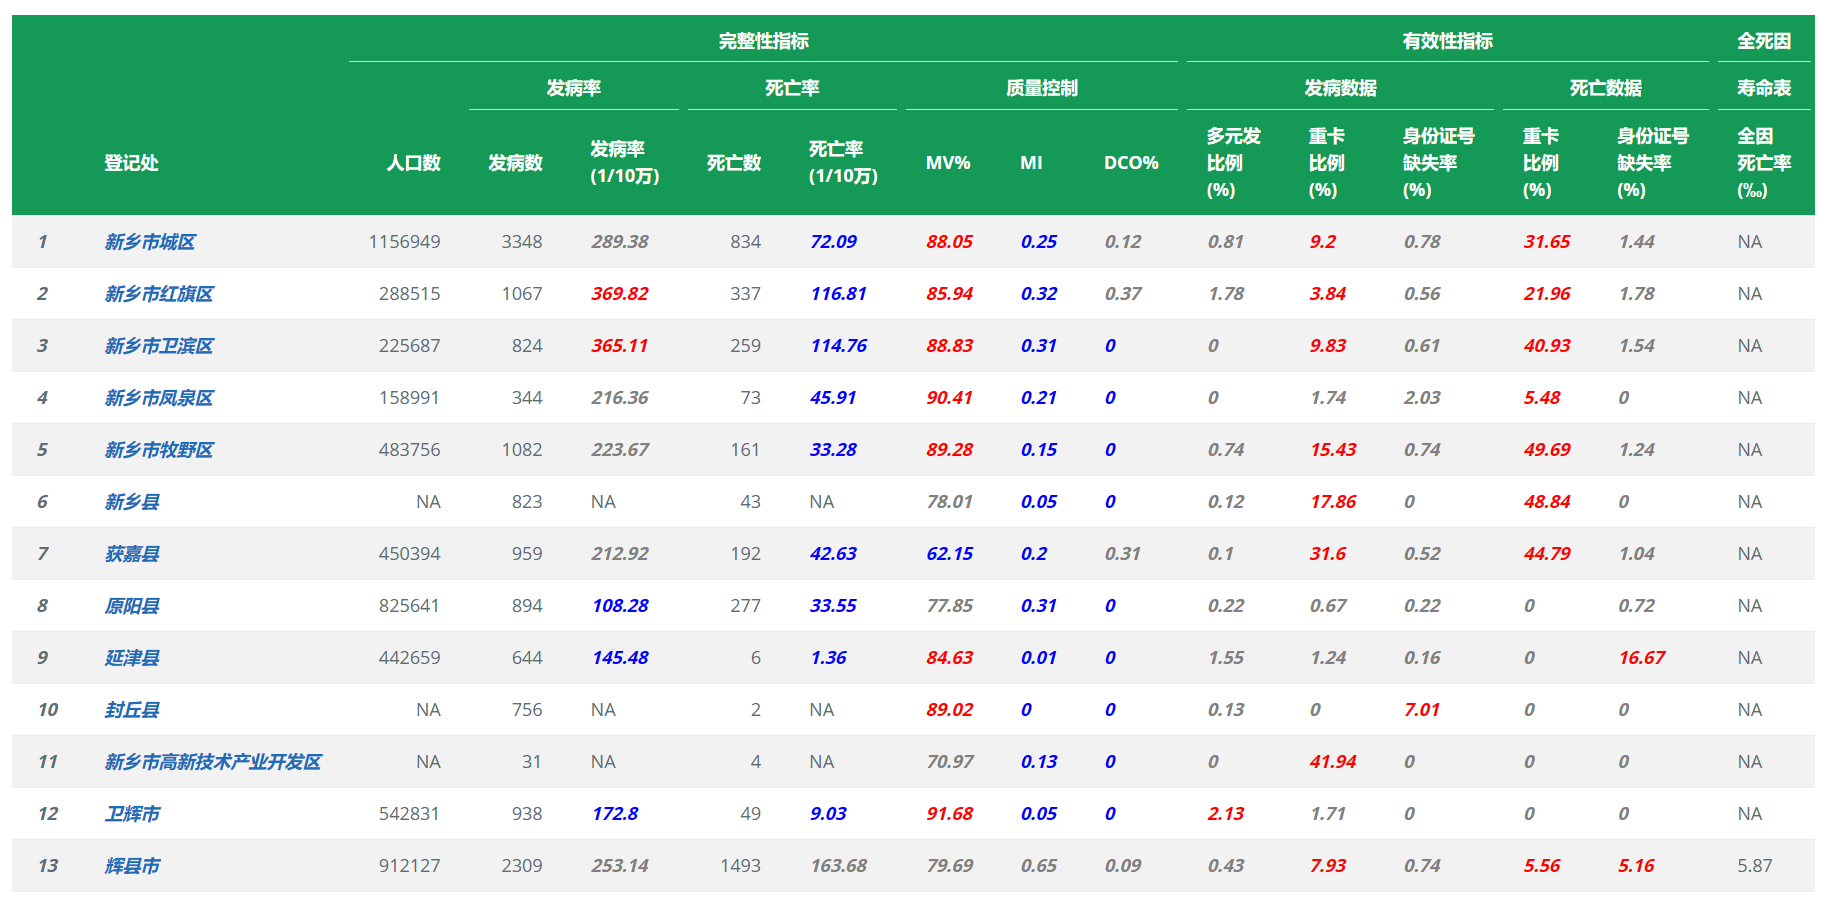 完整性指标 有效性指标 全死因
发病率 死亡率 质量控制 发病数据 死亡数据 寿命表
登记处 人口数 发病数 发病率 (1/10万) 死亡数 死亡率 (1/10万) MV% MI DCO% 多元发比例 (%) 重卡比例 (%) 身份证号缺失率 (%) 重卡比例 (%) 身份证号缺失率 (%) 全因死亡率 (‰)
1 新乡市城区 1156949 3348 289.38 834 72.09 88.05 0.25 0.12 0.81 9.2 0.78 31.65 1.44 NA
2 新乡市红旗区 288515 1067 369.82 337 116.81 85.94 0.32 0.37 1.78 3.84 0.56 21.96 1.78 NA
3 新乡市卫滨区 225687 824 365.11 259 114.76 88.83 0.31 0 0 9.83 0.61 40.93 1.54 NA
4 新乡市凤泉区 158991 344 216.36 73 45.91 90.41 0.21 0 0 1.74 2.03 5.48 0 NA
5 新乡市牧野区 483756 1082 223.67 161 33.28 89.28 0.15 0 0.74 15.43 0.74 49.69 1.24 NA
6 新乡县 NA 823 NA 43 NA 78.01 0.05 0 0.12 17.86 0 48.84 0 NA
7 获嘉县 450394 959 212.92 192 42.63 62.15 0.2 0.31 0.1 31.6 0.52 44.79 1.04 NA
8 原阳县 825641 894 108.28 277 33.55 77.85 0.31 0 0.22 0.67 0.22 0 0.72 NA
9 延津县 442659 644 145.48 6 1.36 84.63 0.01 0 1.55 1.24 0.16 0 16.67 NA
10 封丘县 NA 756 NA 2 NA 89.02 0 0 0.13 0 7.01 0 0 NA
11 新乡市高新技术产业开发区 NA 31 NA 4 NA 70.97 0.13 0 0 41.94 0 0 0 NA
12 卫辉市 542831 938 172.8 49 9.03 91.68 0.05 0 2.13 1.71 0 0 0 NA
13 辉县市 912127 2309 253.14 1493 163.68 79.69 0.65 0.09 0.43 7.93 0.74 5.56 5.16 5.87